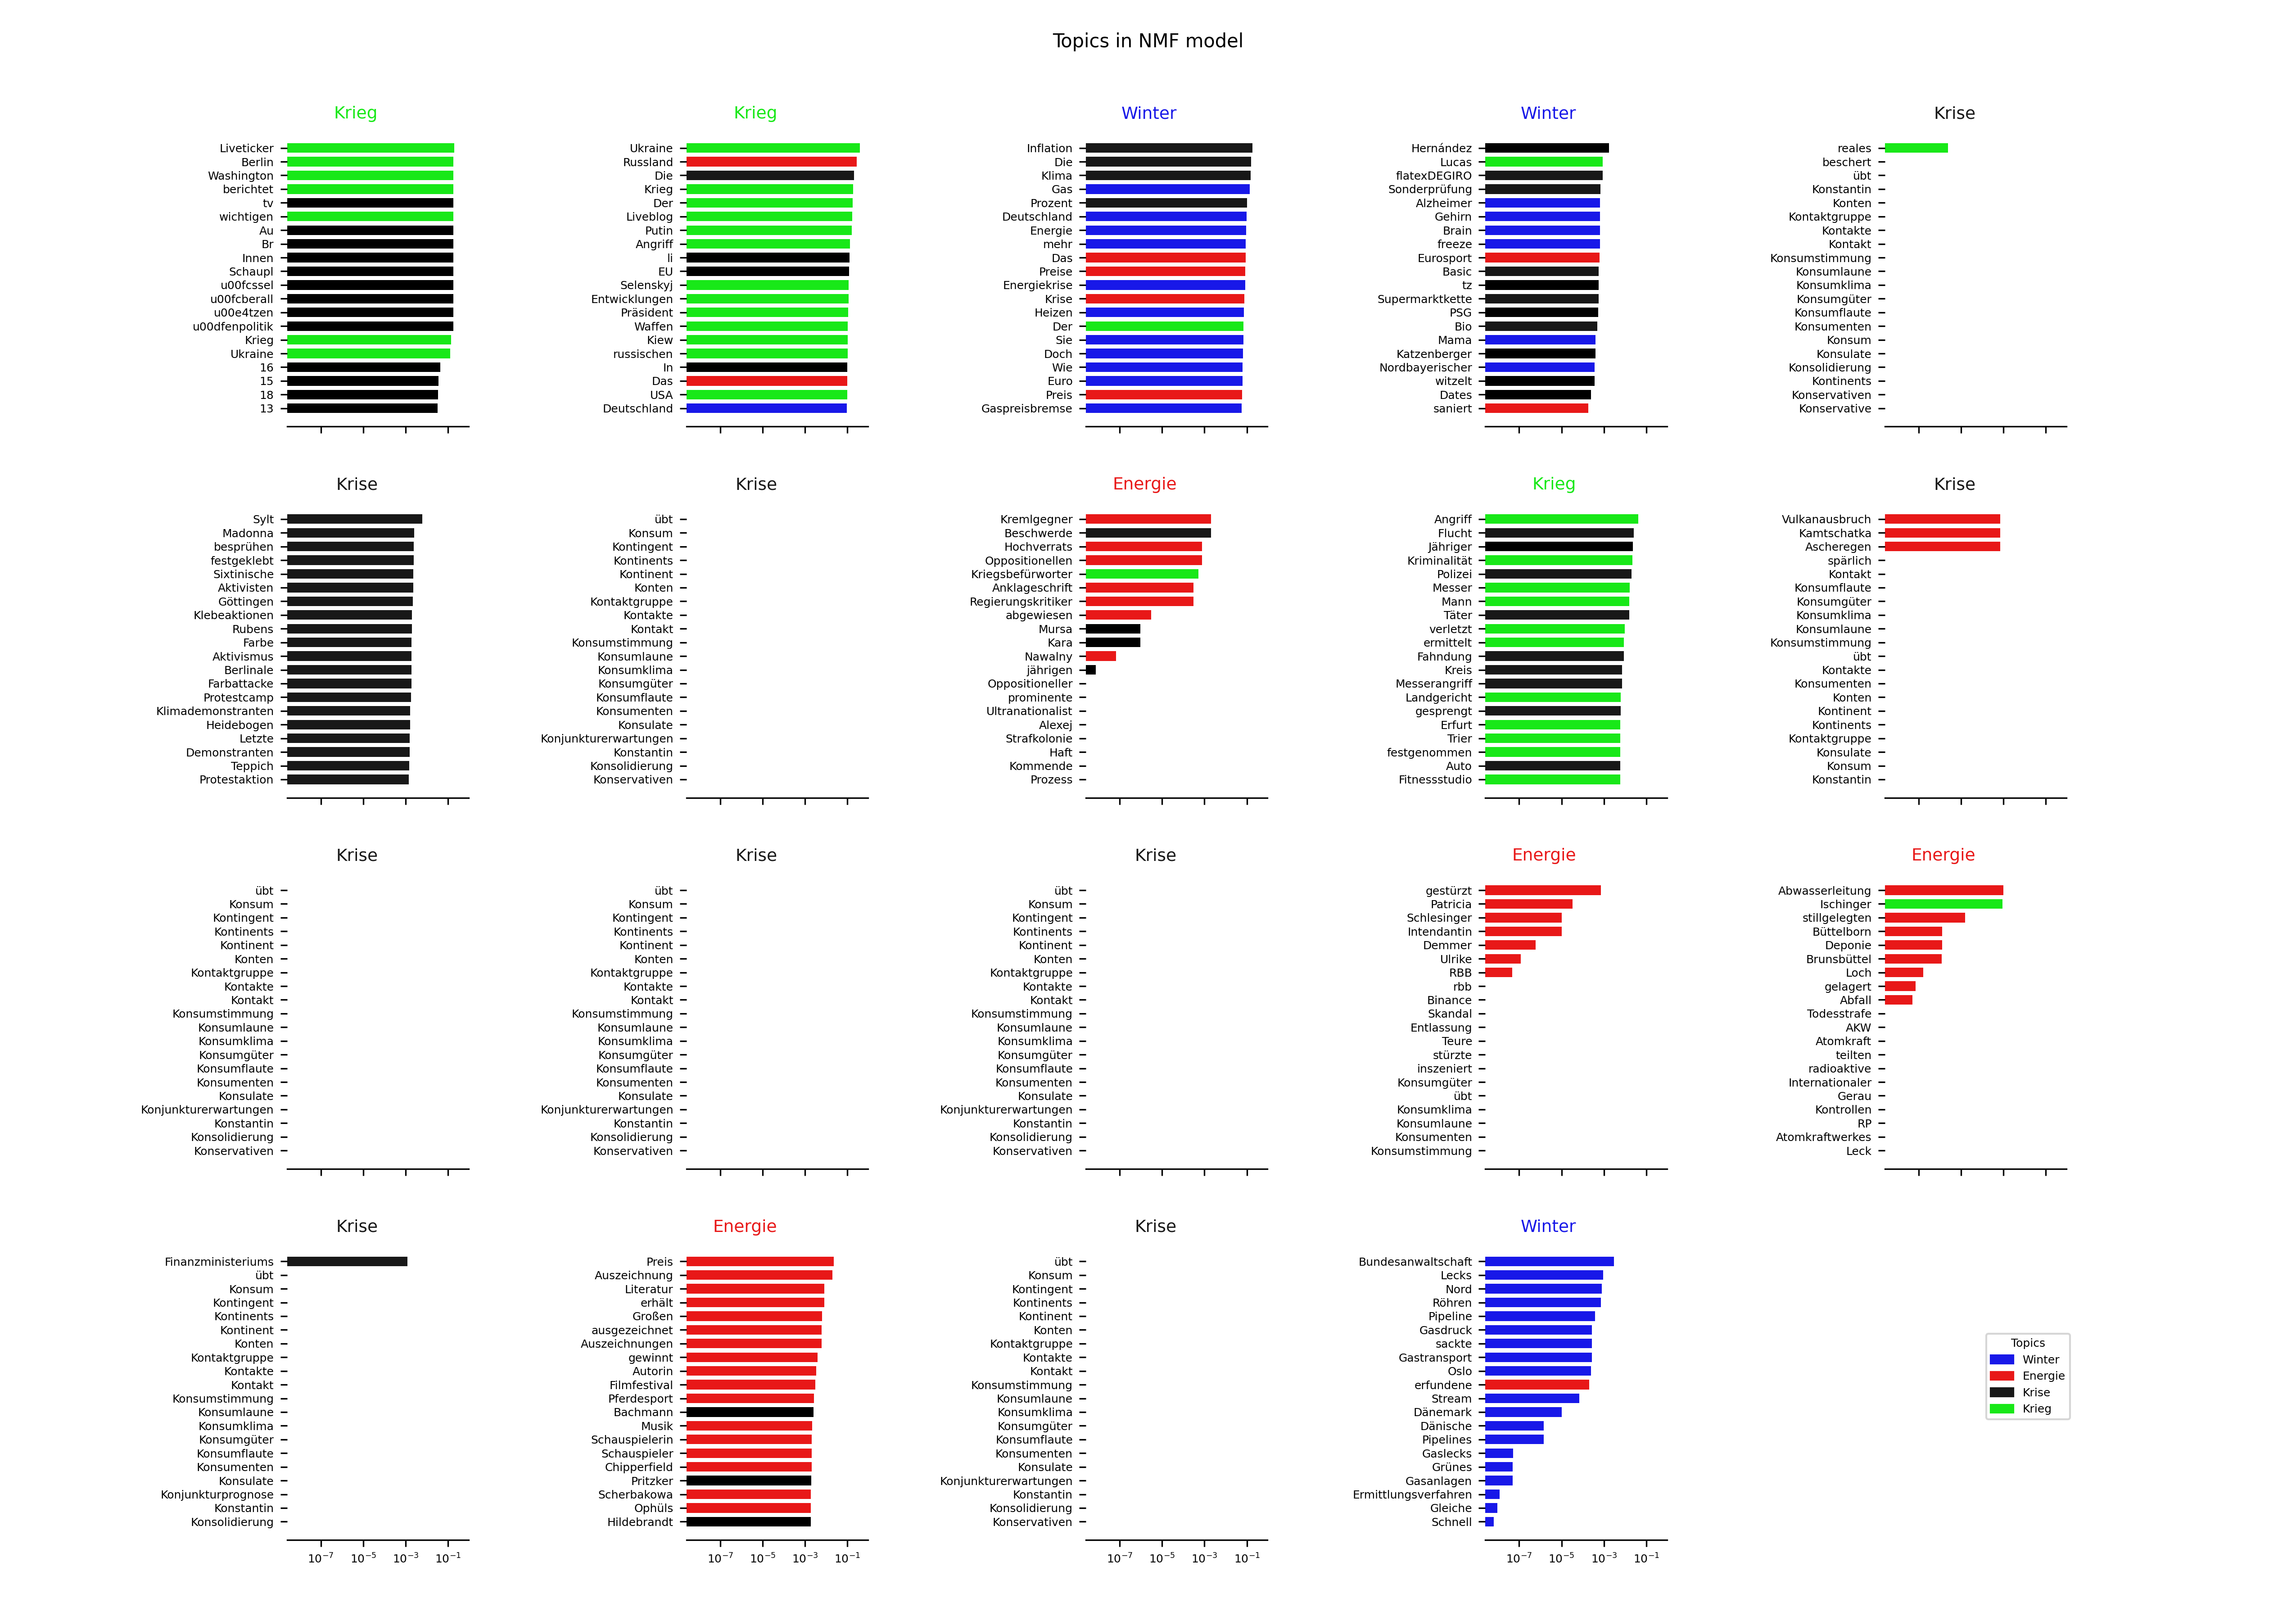 Topics in NMF model
Krieg
Liveticker
Berlin
Washington
berichtet
tv
wichtigen
Au
Br
Innen
Schaupl
u00fcssel
u00fcberall
u00e4tzen
u00dfenpolitik
Krieg
Ukraine
16
15
18
13
Krieg
Ukraine
Russland
Die
Krieg
Der
Liveblog
Putin
Angriff
li
EU
Selenskyj
Entwicklungen
Präsident
Waffen
Kiew
russischen
In
Das
USA
Deutschland
Winter
Inflation
Die
Klima
Gas
Prozent
Deutschland
Energie
mehr
Das
Preise
Energiekrise
Krise
Heizen
Der
Sie
Doch
Wie
Euro
Preis
Gaspreisbremse
Winter
Hernández
Lucas
flatexDEGIRO
Sonderprüfung
Alzheimer
Gehirn
Brain
freeze
Eurosport
Basic
tz
Supermarktkette
PSG
Bio
Mama
Katzenberger
Nordbayerischer
witzelt
Dates
saniert
Krise
reales
beschert
übt
Konstantin
Konten
Kontaktgruppe
Kontakte
Kontakt
Konsumstimmung
Konsumlaune
Konsumklima
Konsumgüter
Konsumflaute
Konsumenten
Konsum
Konsulate
Konsolidierung
Kontinents
Konservativen
Konservative
Krise
Sylt
Madonna
besprühen
festgeklebt
Sixtinische
Aktivisten
Göttingen
Klebeaktionen
Rubens
Farbe
Aktivismus
Berlinale
Farbattacke
Protestcamp
Klimademonstranten
Heidebogen
Letzte
Demonstranten
Teppich
Protestaktion
Krise
übt
Konsum
Kontingent
Kontinents
Kontinent
Konten
Kontaktgruppe
Kontakte
Kontakt
Konsumstimmung
Konsumlaune
Konsumklima
Konsumgüter
Konsumflaute
Konsumenten
Konsulate
Konjunkturerwartungen
Konstantin
Konsolidierung
Konservativen
Energie
Kremlgegner
Beschwerde
Hochverrats
Oppositionellen
Kriegsbefürworter
Anklageschrift
Regierungskritiker
abgewiesen
Mursa
Kara
Nawalny
jährigen
Oppositioneller
prominente
Ultranationalist
Alexej
Strafkolonie
Haft
Kommende
Prozess
Krieg
Angriff
Flucht
Jähriger
Kriminalität
Polizei
Messer
Mann
Täter
verletzt
ermittelt
Fahndung
Kreis
Messerangriff
Landgericht
gesprengt
Erfurt
Trier
festgenommen
Auto
Fitnessstudio
Krise
Vulkanausbruch
Kamtschatka
Ascheregen
spärlich
Kontakt
Konsumflaute
Konsumgüter
Konsumklima
Konsumlaune
Konsumstimmung
übt
Kontakte
Konsumenten
Konten
Kontinent
Kontinents
Kontaktgruppe
Konsulate
Konsum
Konstantin
Krise
übt
Konsum
Kontingent
Kontinents
Kontinent
Konten
Kontaktgruppe
Kontakte
Kontakt
Konsumstimmung
Konsumlaune
Konsumklima
Konsumgüter
Konsumflaute
Konsumenten
Konsulate
Konjunkturerwartungen
Konstantin
Konsolidierung
Konservativen
Krise
übt
Konsum
Kontingent
Kontinents
Kontinent
Konten
Kontaktgruppe
Kontakte
Kontakt
Konsumstimmung
Konsumlaune
Konsumklima
Konsumgüter
Konsumflaute
Konsumenten
Konsulate
Konjunkturerwartungen
Konstantin
Konsolidierung
Konservativen
Krise
übt
Konsum
Kontingent
Kontinents
Kontinent
Konten
Kontaktgruppe
Kontakte
Kontakt
Konsumstimmung
Konsumlaune
Konsumklima
Konsumgüter
Konsumflaute
Konsumenten
Konsulate
Konjunkturerwartungen
Konstantin
Konsolidierung
Konservativen
Energie
gestürzt
Patricia
Schlesinger
Intendantin
Demmer
Ulrike
RBB
rbb
Binance
Skandal
Entlassung
Teure
stürzte
inszeniert
Konsumgüter
übt
Konsumklima
Konsumlaune
Konsumenten
Konsumstimmung
Energie
Abwasserleitung
Ischinger
stillgelegten
Büttelborn
Deponie
Brunsbüttel
Loch
gelagert
Abfall
Todesstrafe
AKW
Atomkraft
teilten
radioaktive
Internationaler
Gerau
Kontrollen
RP
Atomkraftwerkes
Leck
Krise
Finanzministeriums
übt
Konsum
Kontingent
Kontinents
Kontinent
Konten
Kontaktgruppe
Kontakte
Kontakt
Konsumstimmung
Konsumlaune
Konsumklima
Konsumgüter
Konsumflaute
Konsumenten
Konsulate
Konjunkturprognose
Konstantin
Konsolidierung
10⁻⁷ 10⁻⁵ 10⁻³ 10⁻¹
Energie
Preis
Auszeichnung
Literatur
erhält
Großen
ausgezeichnet
Auszeichnungen
gewinnt
Autorin
Filmfestival
Pferdesport
Bachmann
Musik
Schauspielerin
Schauspieler
Chipperfield
Pritzker
Scherbakowa
Ophüls
Hildebrandt
10⁻⁷ 10⁻⁵ 10⁻³ 10⁻¹
Krise
übt
Konsum
Kontingent
Kontinents
Kontinent
Konten
Kontaktgruppe
Kontakte
Kontakt
Konsumstimmung
Konsumlaune
Konsumklima
Konsumgüter
Konsumflaute
Konsumenten
Konsulate
Konjunkturerwartungen
Konstantin
Konsolidierung
Konservativen
10⁻⁷ 10⁻⁵ 10⁻³ 10⁻¹
Winter
Bundesanwaltschaft
Lecks
Nord
Röhren
Pipeline
Gasdruck
sackte
Gastransport
Oslo
erfundene
Stream
Dänemark
Dänische
Pipelines
Gaslecks
Grünes
Gasanlagen
Ermittlungsverfahren
Gleiche
Schnell
10⁻⁷ 10⁻⁵ 10⁻³ 10⁻¹
Topics
Winter
Energie
Krise
Krieg